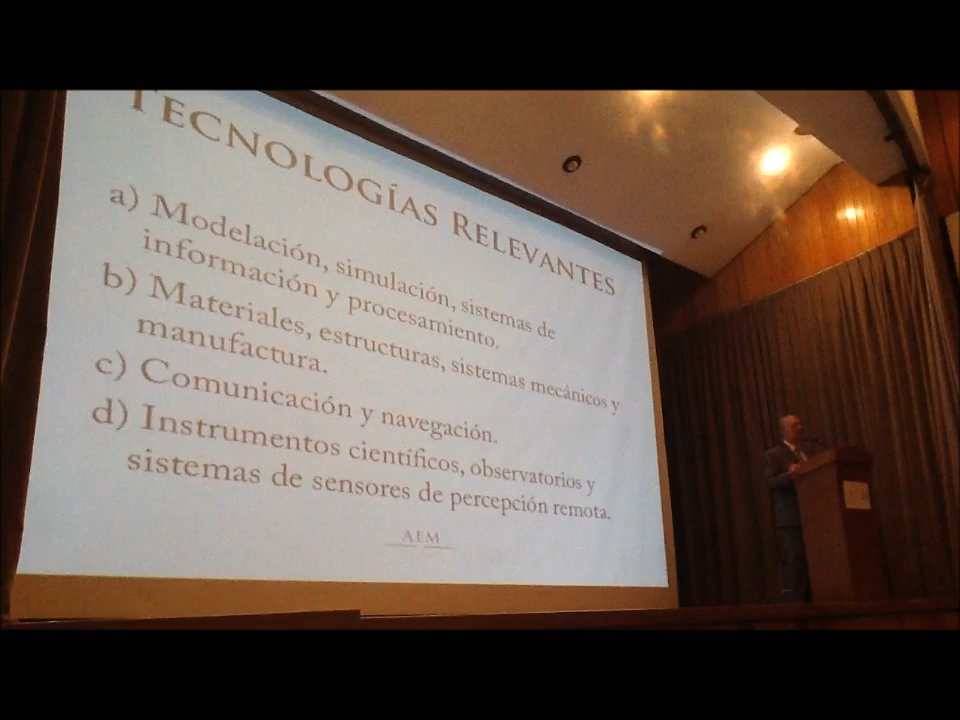 TECNOLOGÍAS RELEVANTES
a) Modelación, simulación, sistemas de
información y procesamiento.
b) Materiales, estructuras, sistemas mecánicos y
manufactura.
c) Comunicación y navegación.
d) Instrumentos científicos, observatorios y
sistemas de sensores de percepción remota.
AEM